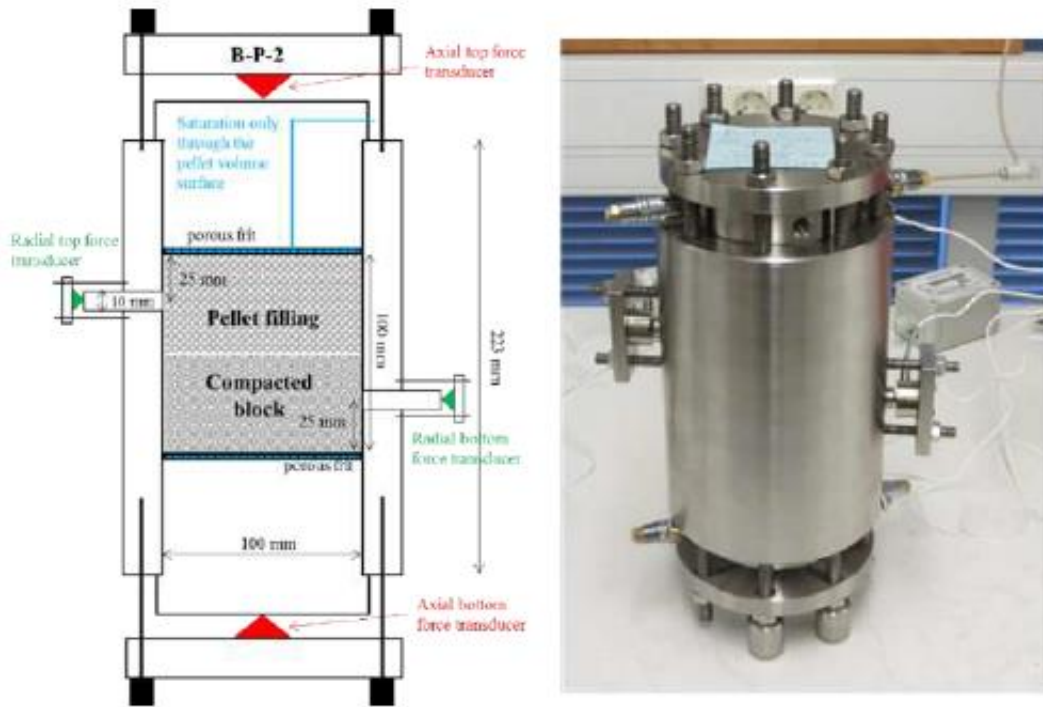 B-P-2
Axial top force
transducer
Saturation only
through the
pellet volume
surface
Radial top force
transducer
porous frit
25 mm
10 mm
Pellet filling
100 mm
223 mm
Compacted
block
25 mm
Radial bottom
force transducer
porous frit
100 mm
Axial bottom
force transducer